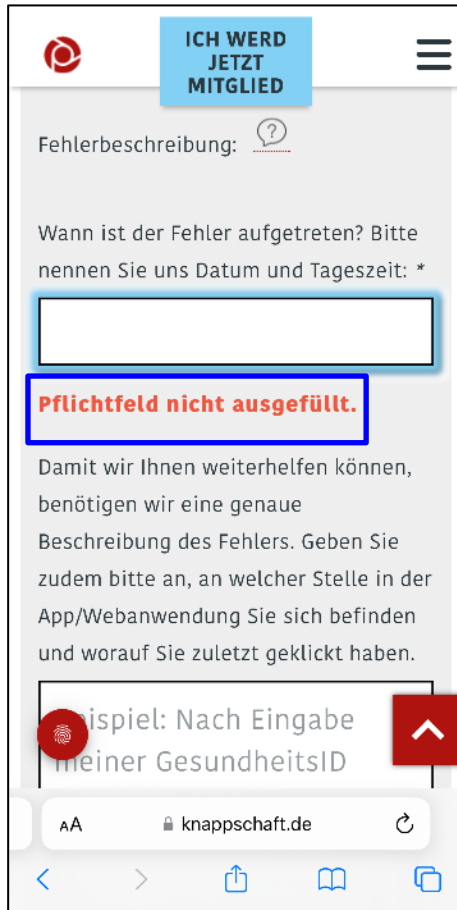 ICH WERD
JETZT
MITGLIED
Fehlerbeschreibung: ?
Wann ist der Fehler aufgetreten? Bitte
nennen Sie uns Datum und Tageszeit: *
Pflichtfeld nicht ausgefüllt.
Damit wir Ihnen weiterhelfen können,
benötigen wir eine genaue
Beschreibung des Fehlers. Geben Sie
zudem bitte an, an welcher Stelle in der
App/Webanwendung Sie sich befinden
und worauf Sie zuletzt geklickt haben.
eispiel: Nach Eingabe
meiner GesundheitsID
AA knappschaft.de